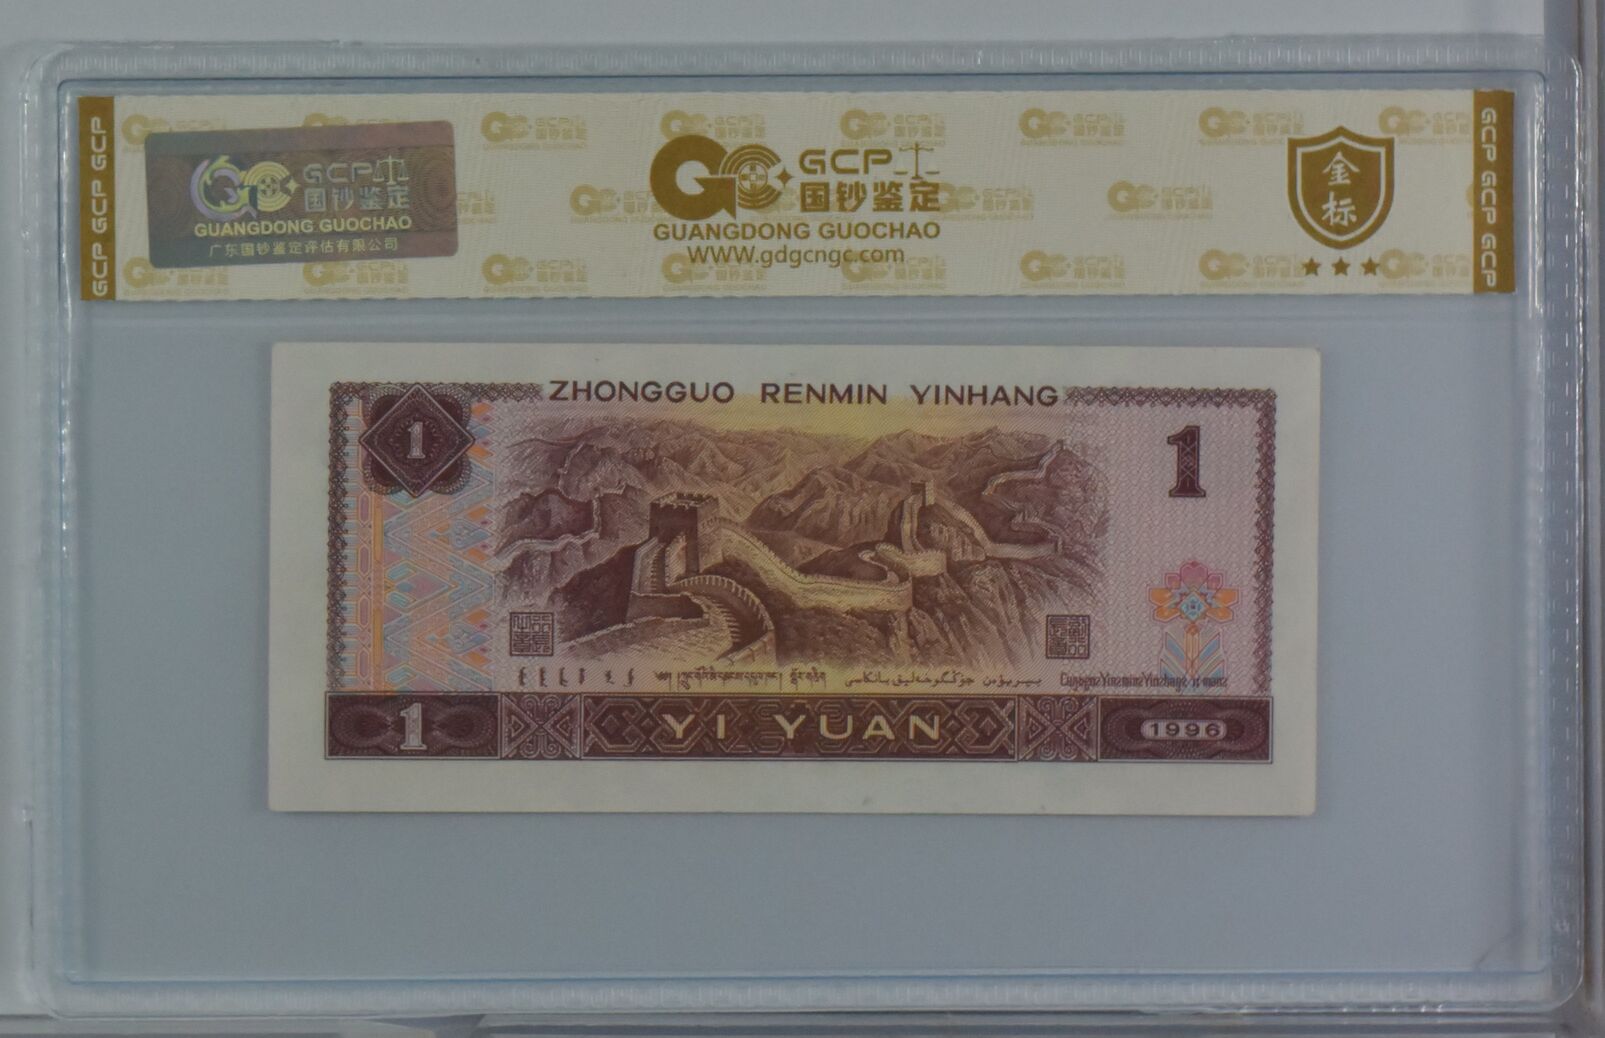 GCP GCP GCP
GCP
国钞鉴定
GUANGDONG GUOCHAO
广东国钞鉴定评估有限公司
GCP
国钞鉴定
GUANGDONG GUOCHAO
WWW.gdgcngc.com
金
标
GCP GCP GCP
ZHONGGUO RENMIN YINHANG
1
1
1
YI YUAN
1996